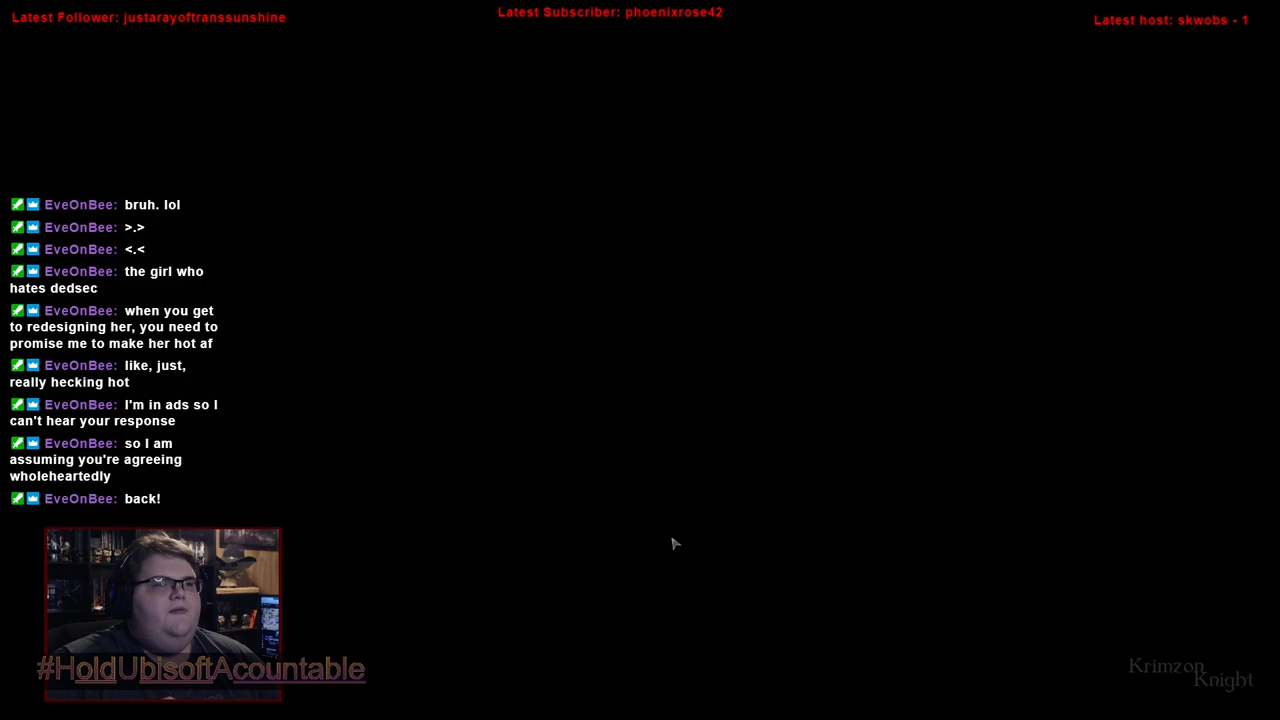 Latest Follower: justarayoftranssunshine
Latest Subscriber: phoenixrose42
Latest host: skwobs - 1
EveOnBee: bruh. lol
EveOnBee: >.>
EveOnBee: <.<
EveOnBee: the girl who
hates dedsec
EveOnBee: when you get
to redesigning her, you need to
promise me to make her hot af
EveOnBee: like, just,
really hecking hot
EveOnBee: I'm in ads so I
can't hear your response
EveOnBee: so I am
assuming you're agreeing
wholeheartedly
EveOnBee: back!
#HoldUbisoftAcountable
Krimzon
Knight